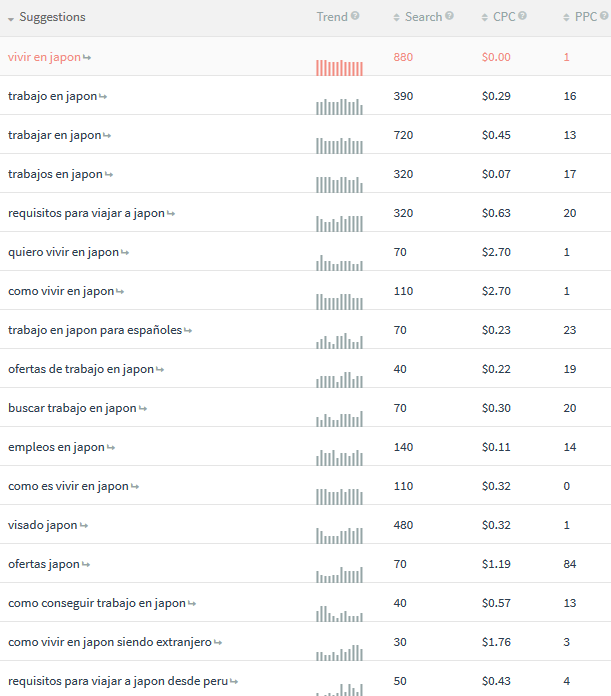 Suggestions Trend Search CPC PPC
vivir en japon 880 $0.00 1
trabajo en japon 390 $0.29 16
trabajar en japon 720 $0.45 13
trabajos en japon 320 $0.07 17
requisitos para viajar a japon 320 $0.63 20
quiero vivir en japon 70 $2.70 1
como vivir en japon 110 $2.70 1
trabajo en japon para españoles 70 $0.23 23
ofertas de trabajo en japon 40 $0.22 19
buscar trabajo en japon 70 $0.30 20
empleos en japon 140 $0.11 14
como es vivir en japon 110 $0.32 0
visado japon 480 $0.32 1
ofertas japon 70 $1.19 84
como conseguir trabajo en japon 40 $0.57 13
como vivir en japon siendo extranjero 30 $1.76 3
requisitos para viajar a japon desde peru 50 $0.43 4